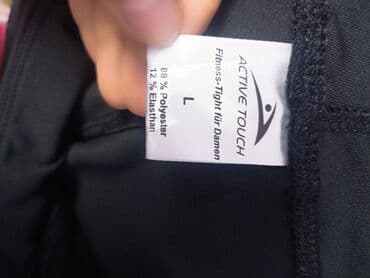 ACTIVE TOUCH
Fitness-Tight für Damen
L
88 % Polyester
12 % Elasthan